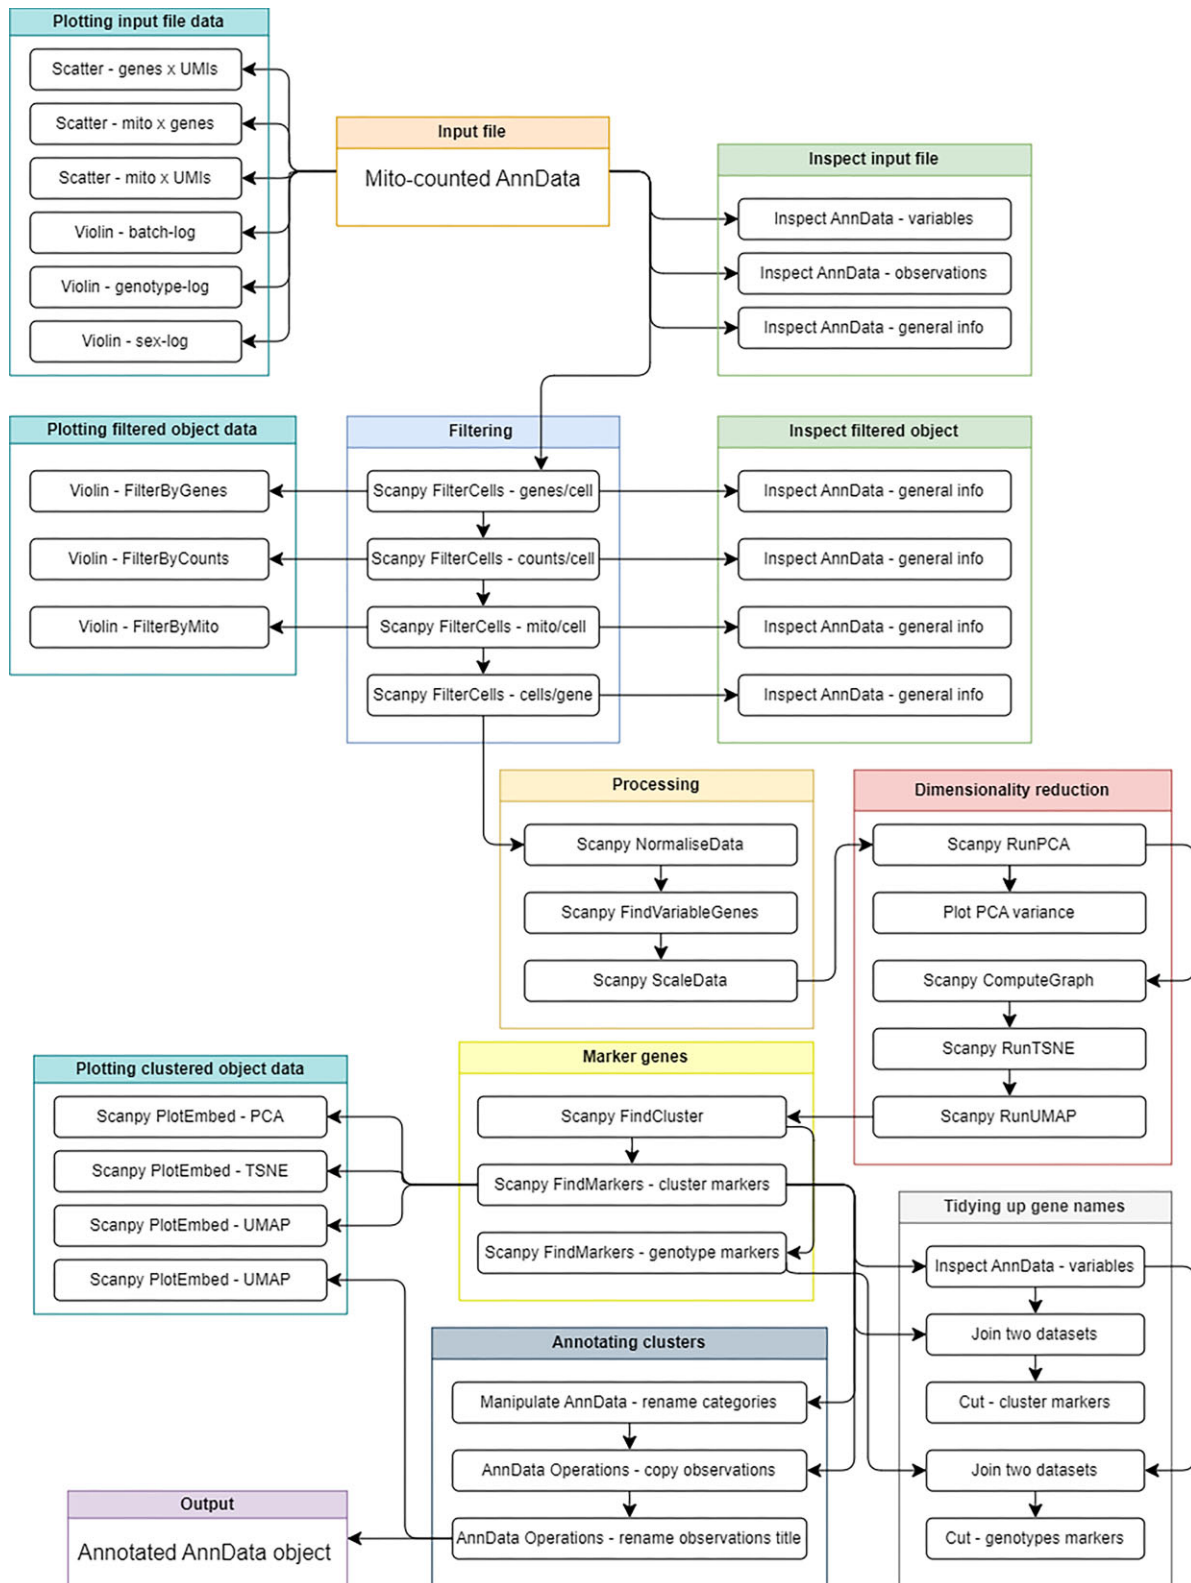 Plotting input file data
Scatter - genes x UMIs
Scatter - mito x genes
Scatter - mito x UMIs
Violin - batch-log
Violin - genotype-log
Violin - sex-log
Input file
Mito-counted AnnData
Inspect input file
Inspect AnnData - variables
Inspect AnnData - observations
Inspect AnnData - general info
Plotting filtered object data
Violin - FilterByGenes
Violin - FilterByCounts
Violin - FilterByMito
Filtering
Scanpy FilterCells - genes/cell
Scanpy FilterCells - counts/cell
Scanpy FilterCells - mito/cell
Scanpy FilterCells - cells/gene
Inspect filtered object
Inspect AnnData - general info
Inspect AnnData - general info
Inspect AnnData - general info
Inspect AnnData - general info
Processing
Scanpy NormaliseData
Scanpy FindVariableGenes
Scanpy ScaleData
Dimensionality reduction
Scanpy RunPCA
Plot PCA variance
Scanpy ComputeGraph
Scanpy RunTSNE
Scanpy RunUMAP
Plotting clustered object data
Scanpy PlotEmbed - PCA
Scanpy PlotEmbed - TSNE
Scanpy PlotEmbed - UMAP
Scanpy PlotEmbed - UMAP
Marker genes
Scanpy FindCluster
Scanpy FindMarkers - cluster markers
Scanpy FindMarkers - genotype markers
Tidying up gene names
Inspect AnnData - variables
Join two datasets
Cut - cluster markers
Join two datasets
Cut - genotypes markers
Annotating clusters
Manipulate AnnData - rename categories
AnnData Operations - copy observations
AnnData Operations - rename observations title
Output
Annotated AnnData object